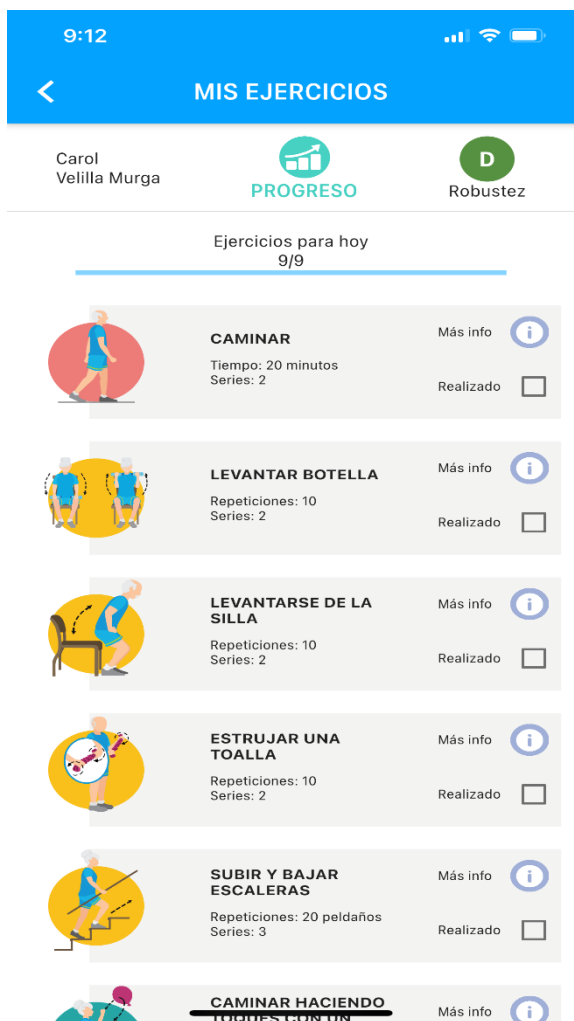 9:12
MIS EJERCICIOS
Carol
Velilla Murga
PROGRESO
D
Robustez
Ejercicios para hoy
9/9
CAMINAR
Tiempo: 20 minutos
Series: 2
Más info
i
Realizado
LEVANTAR BOTELLA
Repeticiones: 10
Series: 2
Más info
i
Realizado
LEVANTARSE DE LA
SILLA
Repeticiones: 10
Series: 2
Más info
i
Realizado
ESTRUJAR UNA
TOALLA
Repeticiones: 10
Series: 2
Más info
i
Realizado
SUBIR Y BAJAR
ESCALERAS
Repeticiones: 20 peldaños
Series: 3
Más info
i
Realizado
CAMINAR HACIENDO
TOQUES CON UN
Más info
i